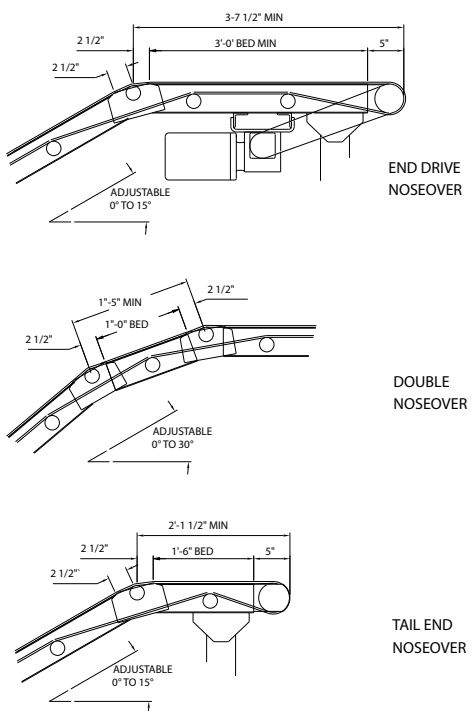 3-7 1/2" MIN
2 1/2"
3'-0' BED MIN
5"
2 1/2"
ADJUSTABLE
0° TO 15°
END DRIVE
NOSEOVER
2 1/2"
1"-5" MIN
1"-0" BED
2 1/2"
ADJUSTABLE
0° TO 30°
DOUBLE
NOSEOVER
2'-1 1/2" MIN
2 1/2"
1'-6" BED
5"
2 1/2"
ADJUSTABLE
0° TO 15°
TAIL END
NOSEOVER